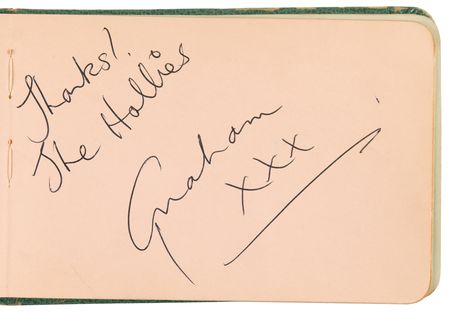 Thanks!
The Hollies
Graham
xxx